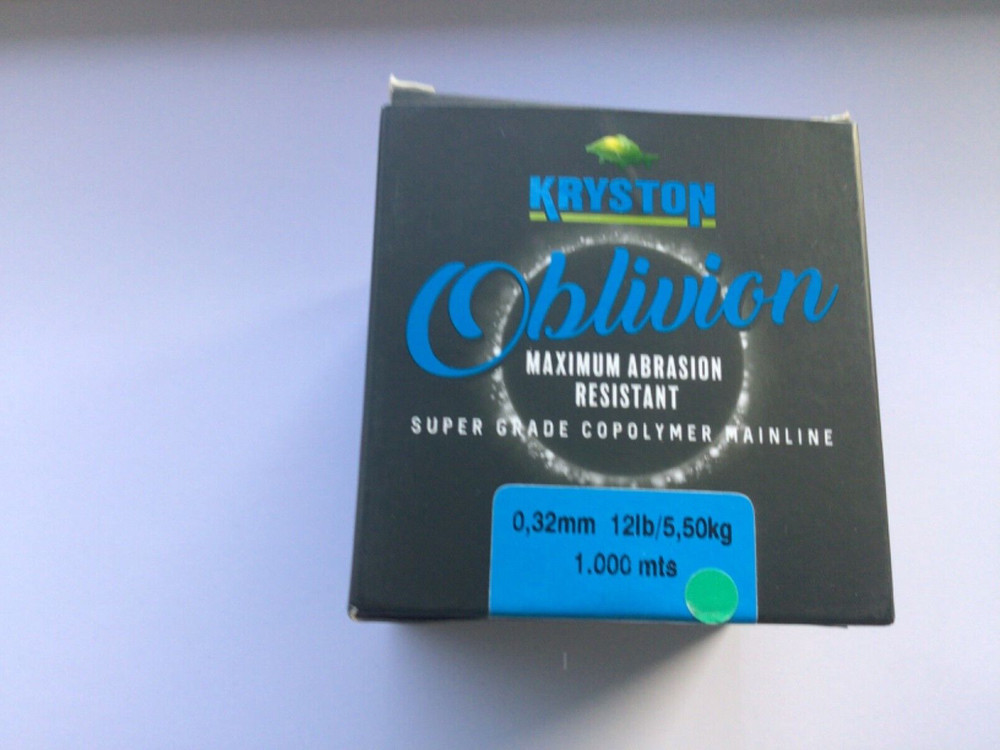 KRYSTON
Oblivion
MAXIMUM ABRASION
RESISTANT
SUPER GRADE COPOLYMER MAINLINE
0,32mm 12lb/5,50kg
1.000 mts